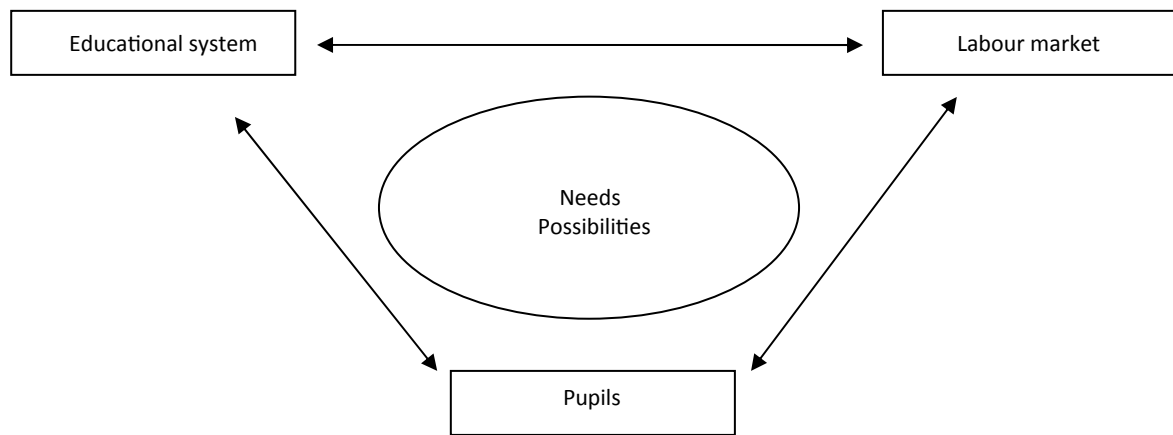 Educational system
Labour market
Needs
Possibilities
Pupils